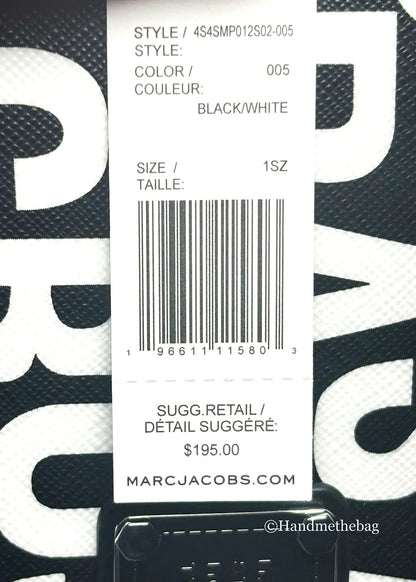 STYLE / 4S4SMP012S02-005
STYLE:
COLOR / 005
COULEUR:
BLACK/WHITE
SIZE / 1SZ
TAILLE:
1 96611 11580 3
SUGG.RETAIL /
DÉTAIL SUGGÉRÉ:
$195.00
MARCJACOBS.COM
©Handmethebag